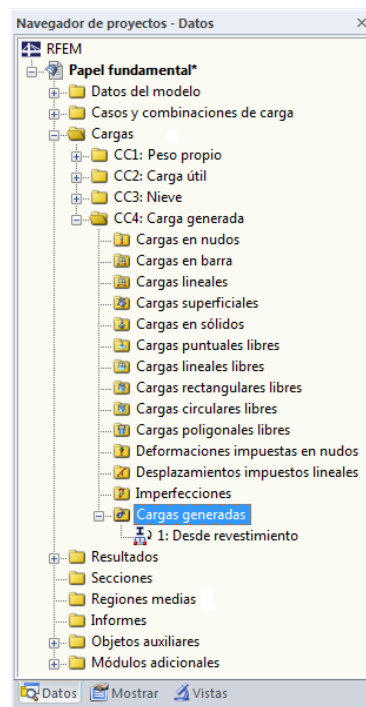 Navegador de proyectos - Datos
RFEM
Papel fundamental*
Datos del modelo
Casos y combinaciones de carga
Cargas
CC1: Peso propio
CC2: Carga útil
CC3: Nieve
CC4: Carga generada
Cargas en nudos
Cargas en barra
Cargas lineales
Cargas superficiales
Cargas en sólidos
Cargas puntuales libres
Cargas lineales libres
Cargas rectangulares libres
Cargas circulares libres
Cargas poligonales libres
Deformaciones impuestas en nudos
Desplazamientos impuestos lineales
Imperfecciones
Cargas generadas
1: Desde revestimiento
Resultados
Secciones
Regiones medias
Informes
Objetos auxiliares
Módulos adicionales
Datos Mostrar Vistas